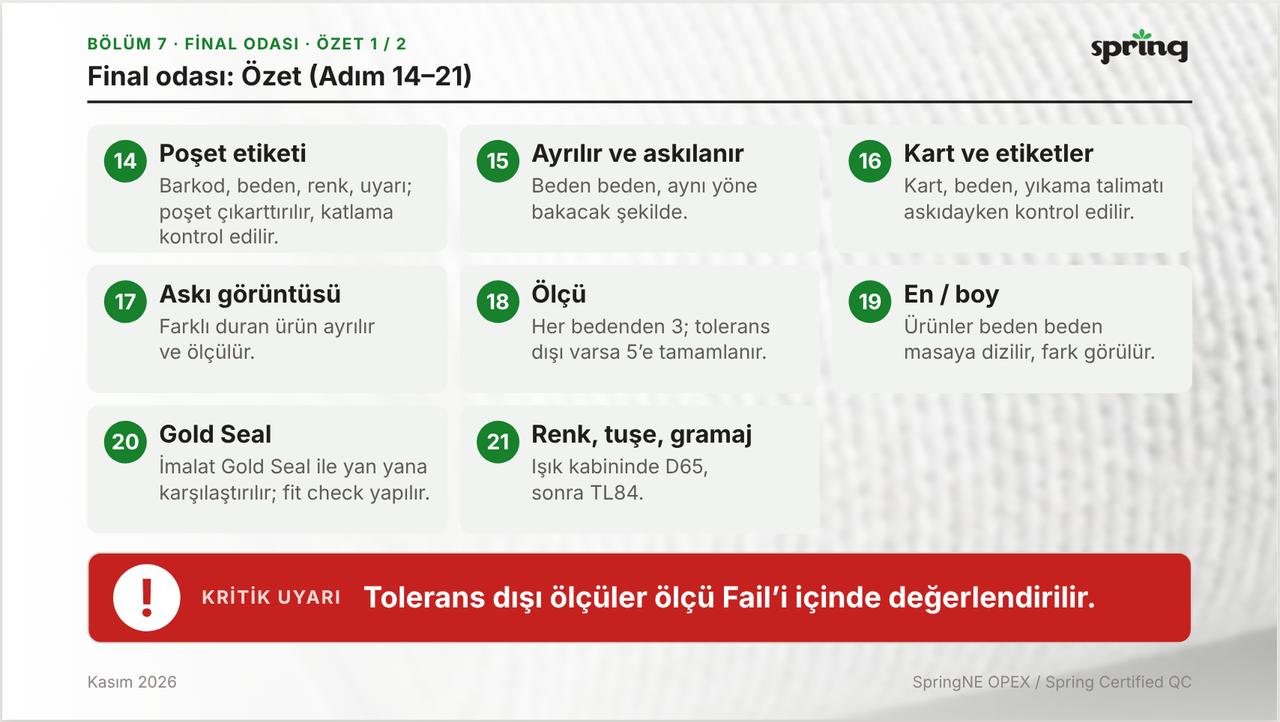 BÖLÜM 7 · FİNAL ODASI · ÖZET 1 / 2
spring
Final odası: Özet (Adım 14–21)
14
Poşet etiketi
Barkod, beden, renk, uyarı;
poşet çıkarttırılır, katlama
kontrol edilir.
15
Ayrılır ve askılanır
Beden beden, aynı yöne
bakacak şekilde.
16
Kart ve etiketler
Kart, beden, yıkama talimatı
askıdayken kontrol edilir.
17
Askı görüntüsü
Farklı duran ürün ayrılır
ve ölçülür.
18
Ölçü
Her bedenden 3; tolerans
dışı varsa 5’e tamamlanır.
19
En / boy
Ürünler beden beden
masaya dizilir, fark görülür.
20
Gold Seal
İmalat Gold Seal ile yan yana
karşılaştırılır; fit check yapılır.
21
Renk, tuşe, gramaj
Işık kabininde D65,
sonra TL84.
! KRİTİK UYARI Tolerans dışı ölçüler ölçü Fail’i içinde değerlendirilir.
Kasım 2026
SpringNE OPEX / Spring Certified QC